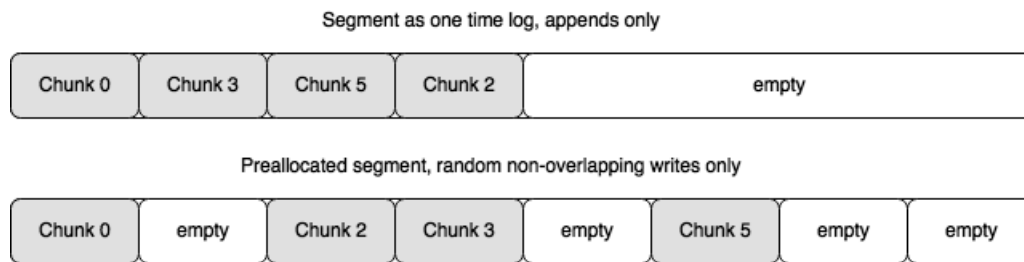 Segment as one time log, appends only
Chunk 0 Chunk 3 Chunk 5 Chunk 2 empty
Preallocated segment, random non-overlapping writes only
Chunk 0 empty Chunk 2 Chunk 3 empty Chunk 5 empty empty